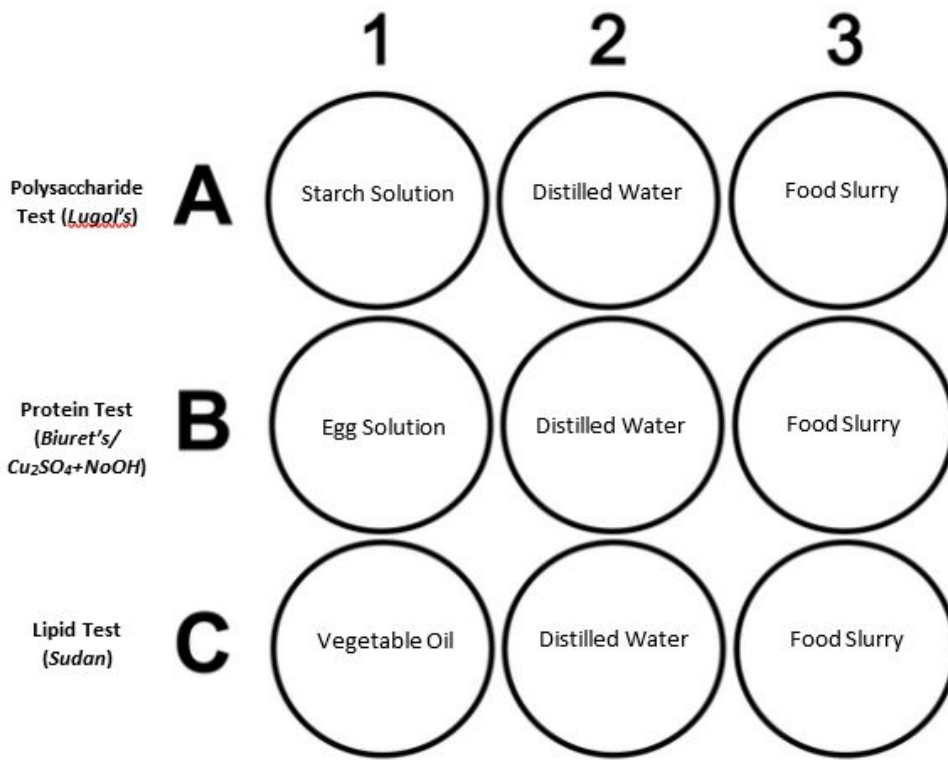 1 2 3
Polysaccharide
Test (Lugol's)
A
Starch Solution
Distilled Water
Food Slurry
Protein Test
(Biuret's/
Cu₂SO₄+NoOH)
B
Egg Solution
Distilled Water
Food Slurry
Lipid Test
(Sudan)
C
Vegetable Oil
Distilled Water
Food Slurry